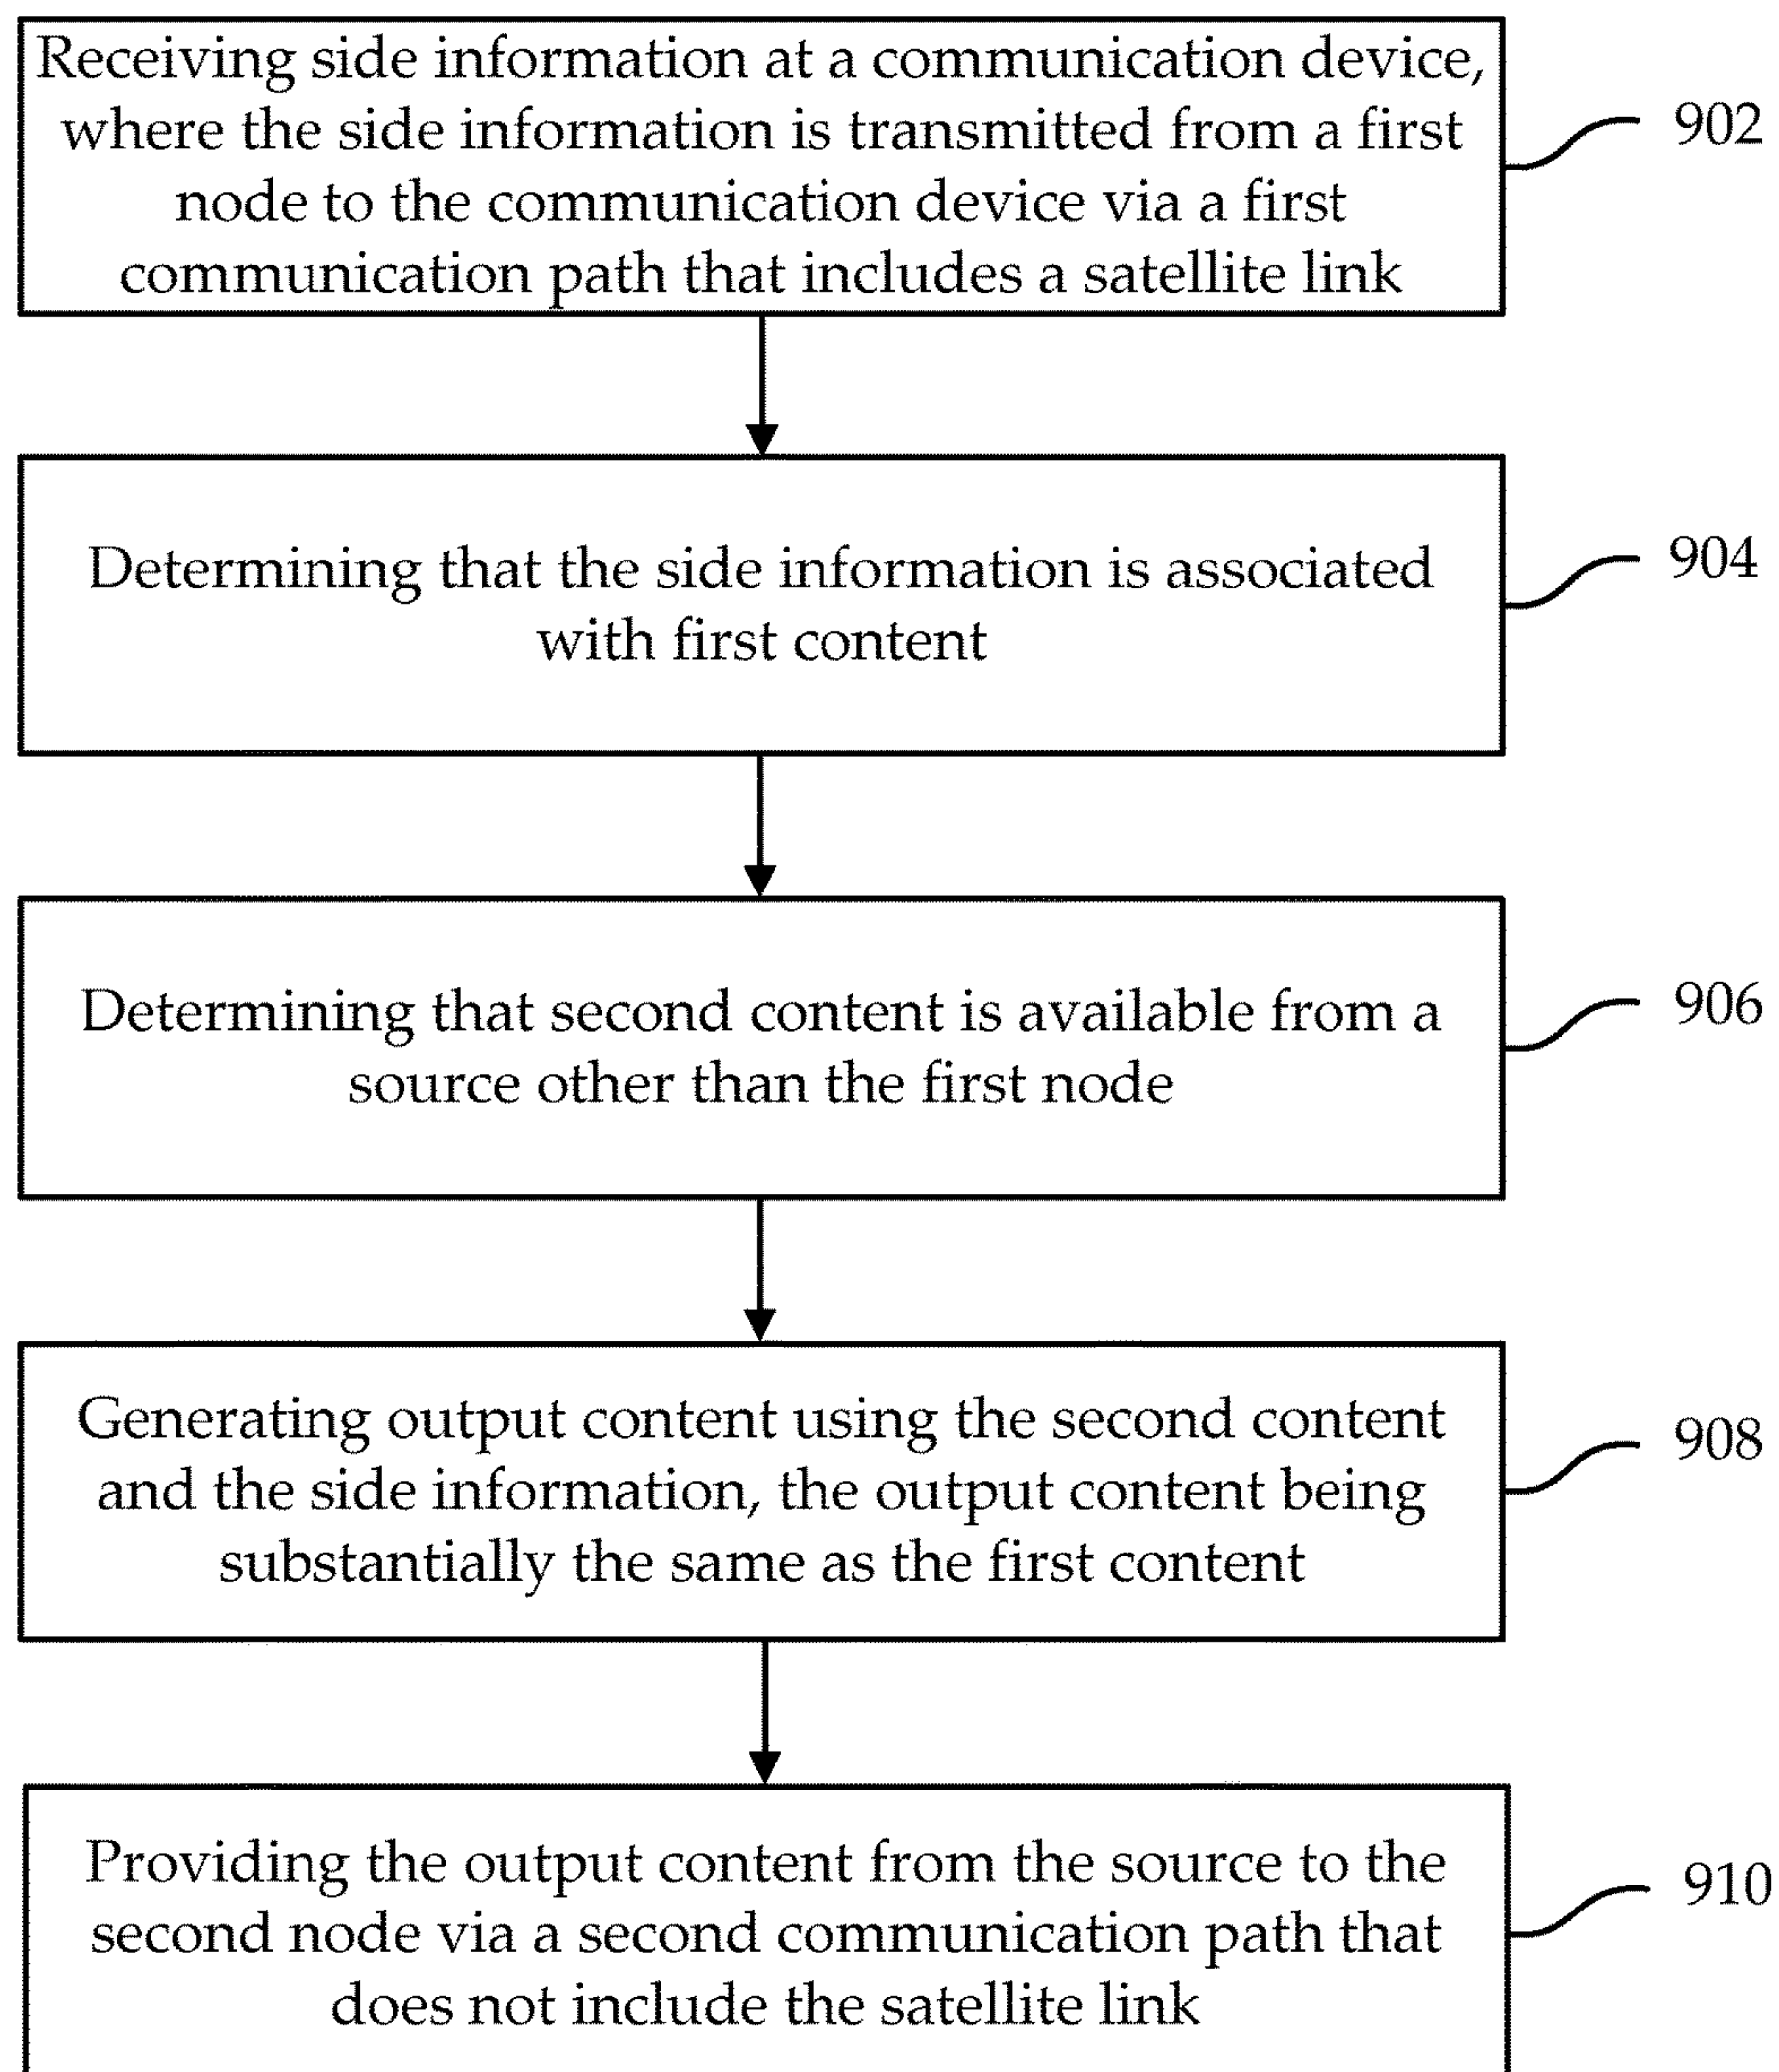 Receiving side information at a communication device,
where the side information is transmitted from a first
node to the communication device via a first
communication path that includes a satellite link
902
Determining that the side information is associated
with first content
904
Determining that second content is available from a
source other than the first node
906
Generating output content using the second content
and the side information, the output content being
substantially the same as the first content
908
Providing the output content from the source to the
second node via a second communication path that
does not include the satellite link
910